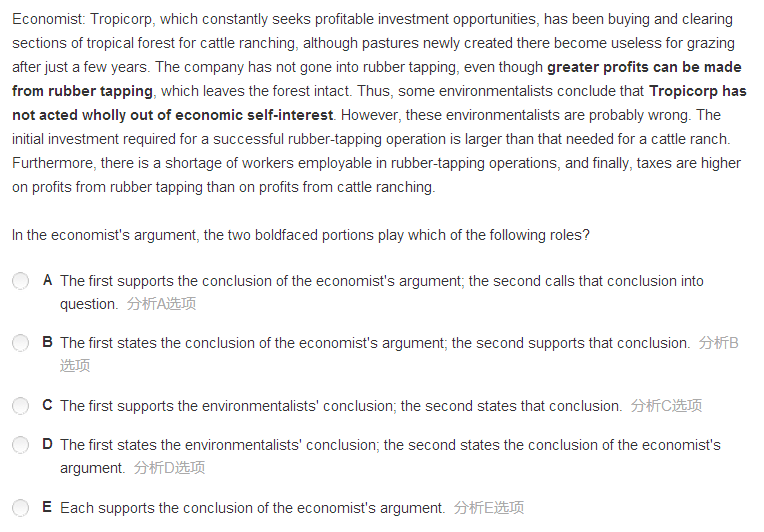 Economist: Tropicorp, which constantly seeks profitable investment opportunities, has been buying and clearing
sections of tropical forest for cattle ranching, although pastures newly created there become useless for grazing
after just a few years. The company has not gone into rubber tapping, even though greater profits can be made
from rubber tapping, which leaves the forest intact. Thus, some environmentalists conclude that Tropicorp has
not acted wholly out of economic self-interest. However, these environmentalists are probably wrong. The
initial investment required for a successful rubber-tapping operation is larger than that needed for a cattle ranch.
Furthermore, there is a shortage of workers employable in rubber-tapping operations, and finally, taxes are higher
on profits from rubber tapping than on profits from cattle ranching.
In the economist's argument, the two boldfaced portions play which of the following roles?
A The first supports the conclusion of the economist's argument; the second calls that conclusion into
question. 分析A选项
B The first states the conclusion of the economist's argument; the second supports that conclusion. 分析B
选项
C The first supports the environmentalists' conclusion; the second states that conclusion. 分析C选项
D The first states the environmentalists' conclusion; the second states the conclusion of the economist's
argument. 分析D选项
E Each supports the conclusion of the economist's argument. 分析E选项